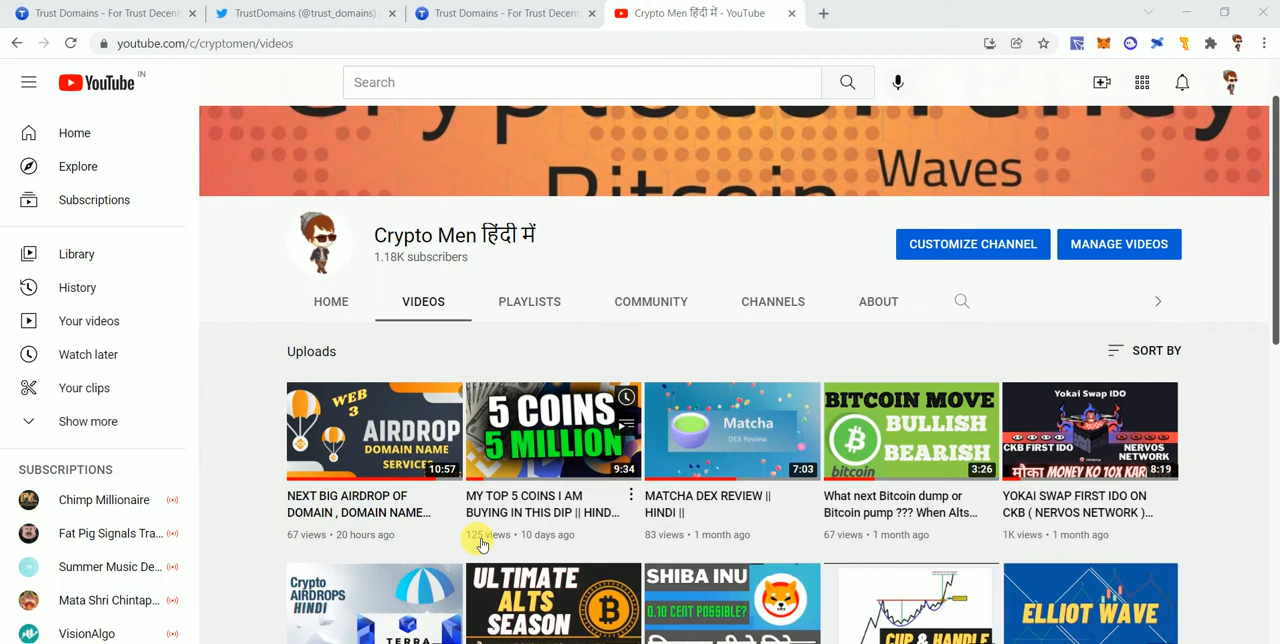 Trust Domains - For Trust Decentr
TrustDomains (@trust_domains)
Trust Domains - For Trust Decentr
Crypto Men हिंदी में - YouTube
youtube.com/c/cryptomen/videos
YouTube IN
Search
Home
Explore
Subscriptions
Library
History
Your videos
Watch later
Your clips
Show more
SUBSCRIPTIONS
Chimp Millionaire
Fat Pig Signals Tra...
Summer Music De...
Mata Shri Chintap...
VisionAlgo
Cryptocurrency
Bitcoin Waves
Crypto Men हिंदी में
1.18K subscribers
CUSTOMIZE CHANNEL
MANAGE VIDEOS
HOME VIDEOS PLAYLISTS COMMUNITY CHANNELS ABOUT
Uploads
SORT BY
WEB 3
AIRDROP
DOMAIN NAME
SERVICE
10:57
NEXT BIG AIRDROP OF
DOMAIN , DOMAIN NAME...
67 views • 20 hours ago
5 COINS
5 MILLION
9:34
MY TOP 5 COINS I AM
BUYING IN THIS DIP || HIND...
125 views • 10 days ago
Matcha
DEX Review
7:03
MATCHA DEX REVIEW ||
HINDI ||
83 views • 1 month ago
BITCOIN MOVE
BULLISH
BEARISH
bitcoin
3:26
What next Bitcoin dump or
Bitcoin pump ??? When Alts...
67 views • 1 month ago
Yokai Swap IDO
CKB FIRST IDO
NERVOS
NETWORK
मौका MONEY KO 10X KAR
8:19
YOKAI SWAP FIRST IDO ON
CKB ( NERVOS NETWORK )...
1K views • 1 month ago
Crypto
AIRDROPS
HINDI
TERRA
ULTIMATE
ALTS
SEASON
SHIBA INU
0.10 CENT POSSIBLE?
CUP & HANDLE
ELLIOT WAVE